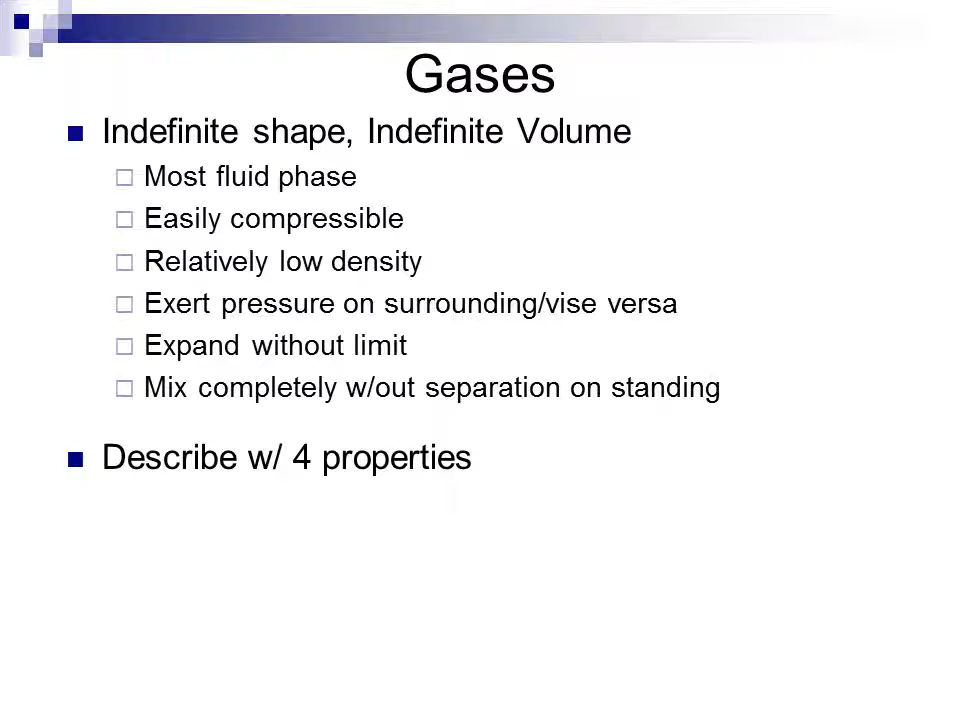 Gases
Indefinite shape, Indefinite Volume
Most fluid phase
Easily compressible
Relatively low density
Exert pressure on surrounding/vise versa
Expand without limit
Mix completely w/out separation on standing
Describe w/ 4 properties